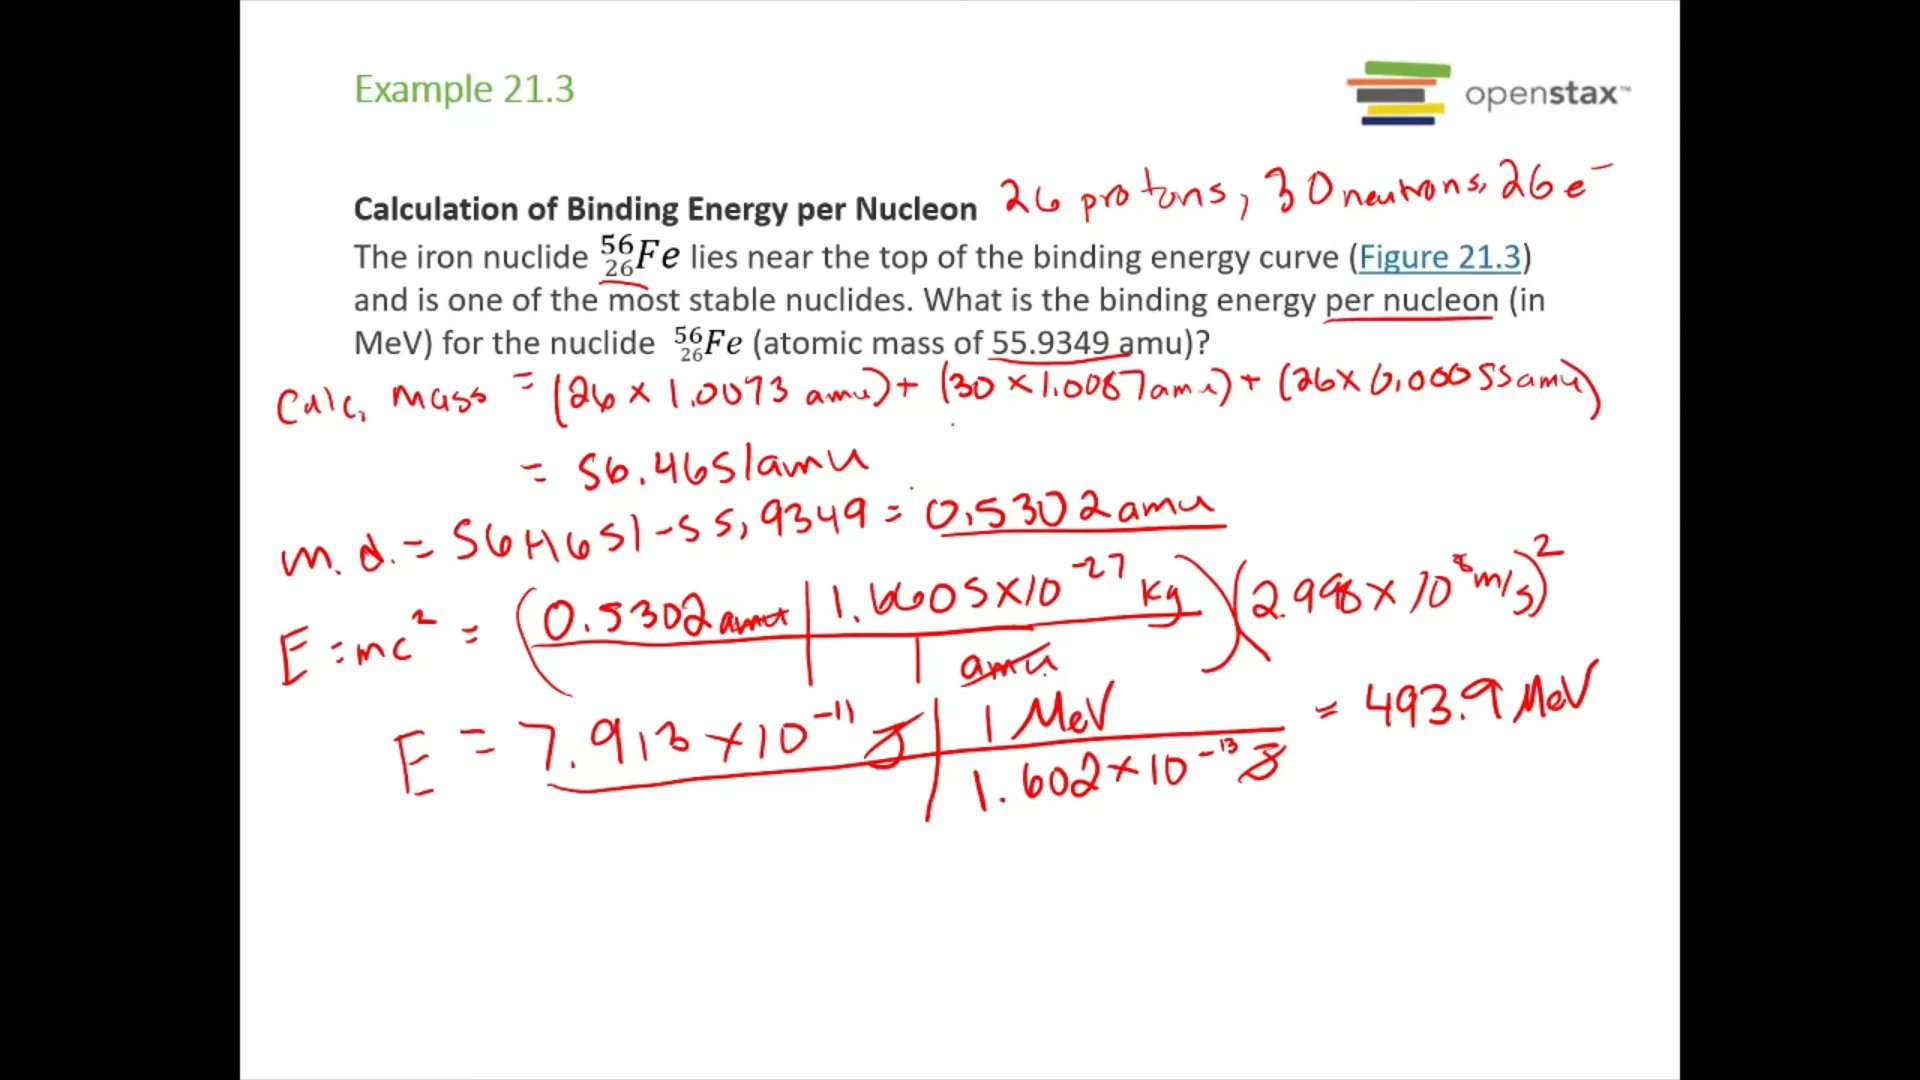 Example 21.3
openstax™
Calculation of Binding Energy per Nucleon 26 protons, 30 neutrons, 26 e⁻
The iron nuclide ⁵⁶₂₆Fe lies near the top of the binding energy curve (Figure 21.3)
and is one of the most stable nuclides. What is the binding energy per nucleon (in
MeV) for the nuclide ⁵⁶₂₆Fe (atomic mass of 55.9349 amu)?
Calc. mass = (26 x 1.0073 amu) + (30 x 1.0087 amu) + (26 x 0.00055 amu)
= 56.4651 amu
m.d. = 56.4651 - 55.9349 = 0.5302 amu
E = mc² = (0.5302 amu | 1.6605 x 10⁻²⁷ kg) (2.998 x 10⁸ m/s)²
1 amu
E = 7.913 x 10⁻¹¹ J | 1 MeV = 493.9 MeV
1.602 x 10⁻¹³ J